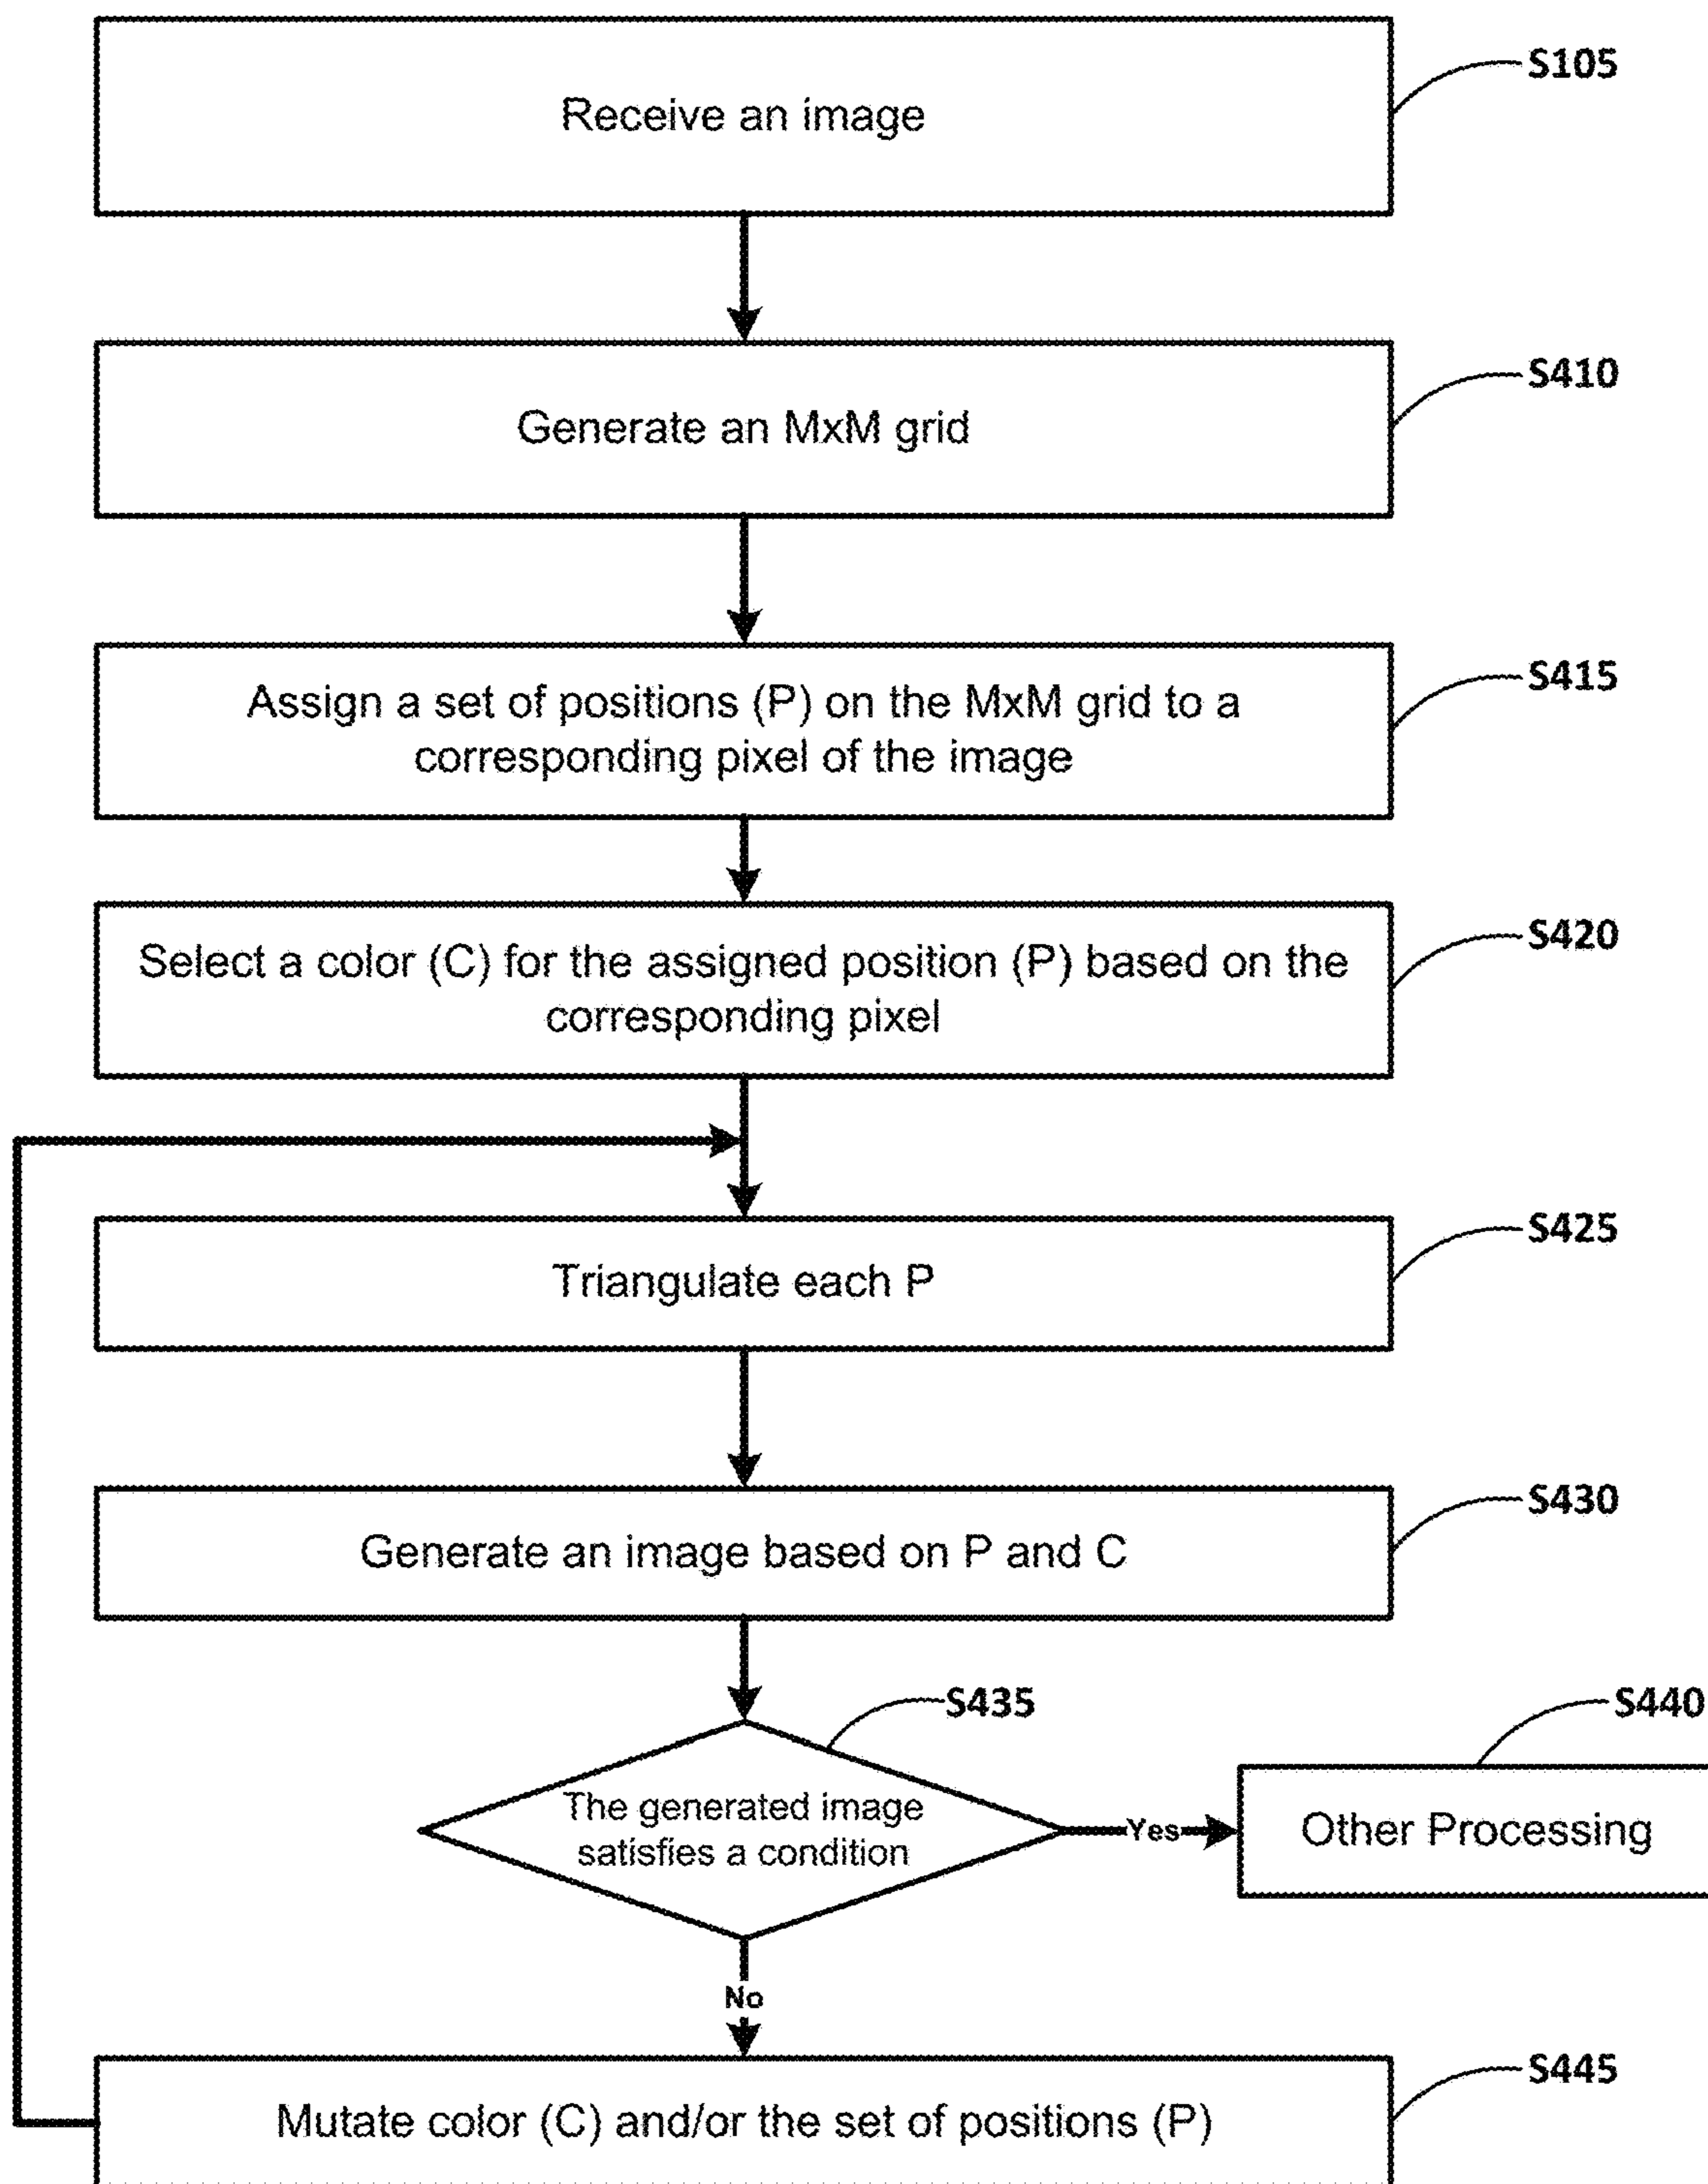 Receive an image
S105
Generate an MxM grid
S410
Assign a set of positions (P) on the MxM grid to a
corresponding pixel of the image
S415
Select a color (C) for the assigned position (P) based on the
corresponding pixel
S420
Triangulate each P
S425
Generate an image based on P and C
S430
S435
The generated image
satisfies a condition
Yes
S440
Other Processing
No
S445
Mutate color (C) and/or the set of positions (P)